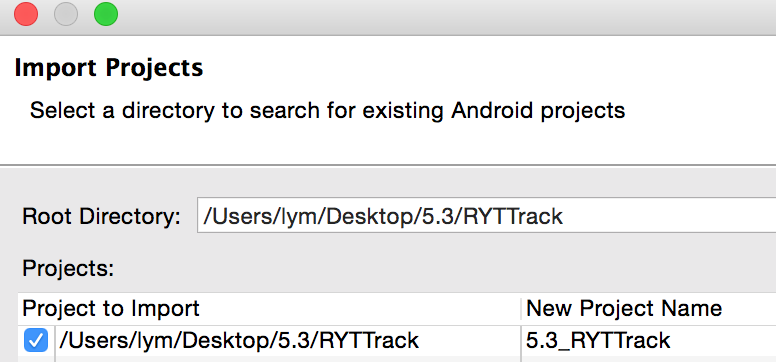 Import Projects
Select a directory to search for existing Android projects
Root Directory: /Users/lym/Desktop/5.3/RYTTrack
Projects:
Project to Import New Project Name
/Users/lym/Desktop/5.3/RYTTrack 5.3_RYTTrack